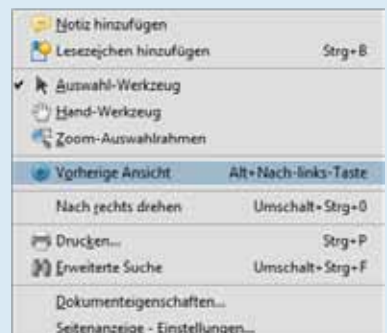 Notiz hinzufügen
Lesezeichen hinzufügen Strg+B
Auswahl-Werkzeug
Hand-Werkzeug
Zoom-Auswahlrahmen
Vorherige Ansicht Alt+Nach-links-Taste
Nach rechts drehen Umschalt+Strg+0
Drucken... Strg+P
Erweiterte Suche Umschalt+Strg+F
Dokumenteigenschaften...
Seitenanzeige - Einstellungen...